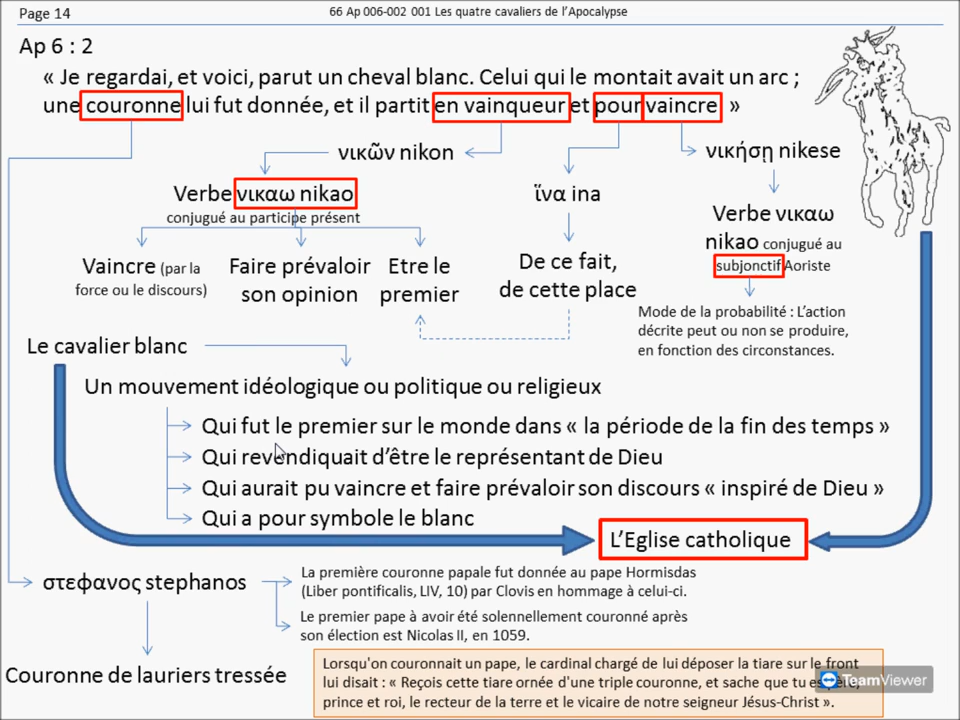 Page 14
66 Ap 006-002 001 Les quatre cavaliers de l'Apocalypse
Ap 6 : 2
« Je regardai, et voici, parut un cheval blanc. Celui qui le montait avait un arc ;
une couronne lui fut donnée, et il partit en vainqueur et pour vaincre »
νικῶν nikon
νικήσῃ nikese
Verbe νικαω nikao
conjugué au participe présent
ἵνα ina
Verbe νικαω
nikao conjugué au
subjonctif Aoriste
Vaincre (par la
force ou le discours)
Faire prévaloir
son opinion
Etre le
premier
De ce fait,
de cette place
Mode de la probabilité : L'action
décrite peut ou non se produire,
en fonction des circonstances.
Le cavalier blanc
Un mouvement idéologique ou politique ou religieux
Qui fut le premier sur le monde dans « la période de la fin des temps »
Qui revendiquait d'être le représentant de Dieu
Qui aurait pu vaincre et faire prévaloir son discours « inspiré de Dieu »
Qui a pour symbole le blanc
L'Eglise catholique
στεφανος stephanos
La première couronne papale fut donnée au pape Hormisdas
(Liber pontificalis, LIV, 10) par Clovis en hommage à celui-ci.
Le premier pape à avoir été solennellement couronné après
son élection est Nicolas II, en 1059.
Couronne de lauriers tressée
Lorsqu'on couronnait un pape, le cardinal chargé de lui déposer la tiare sur le front
lui disait : « Reçois cette tiare ornée d'une triple couronne, et sache que tu es père,
prince et roi, le recteur de la terre et le vicaire de notre seigneur Jésus-Christ ».
TeamViewer